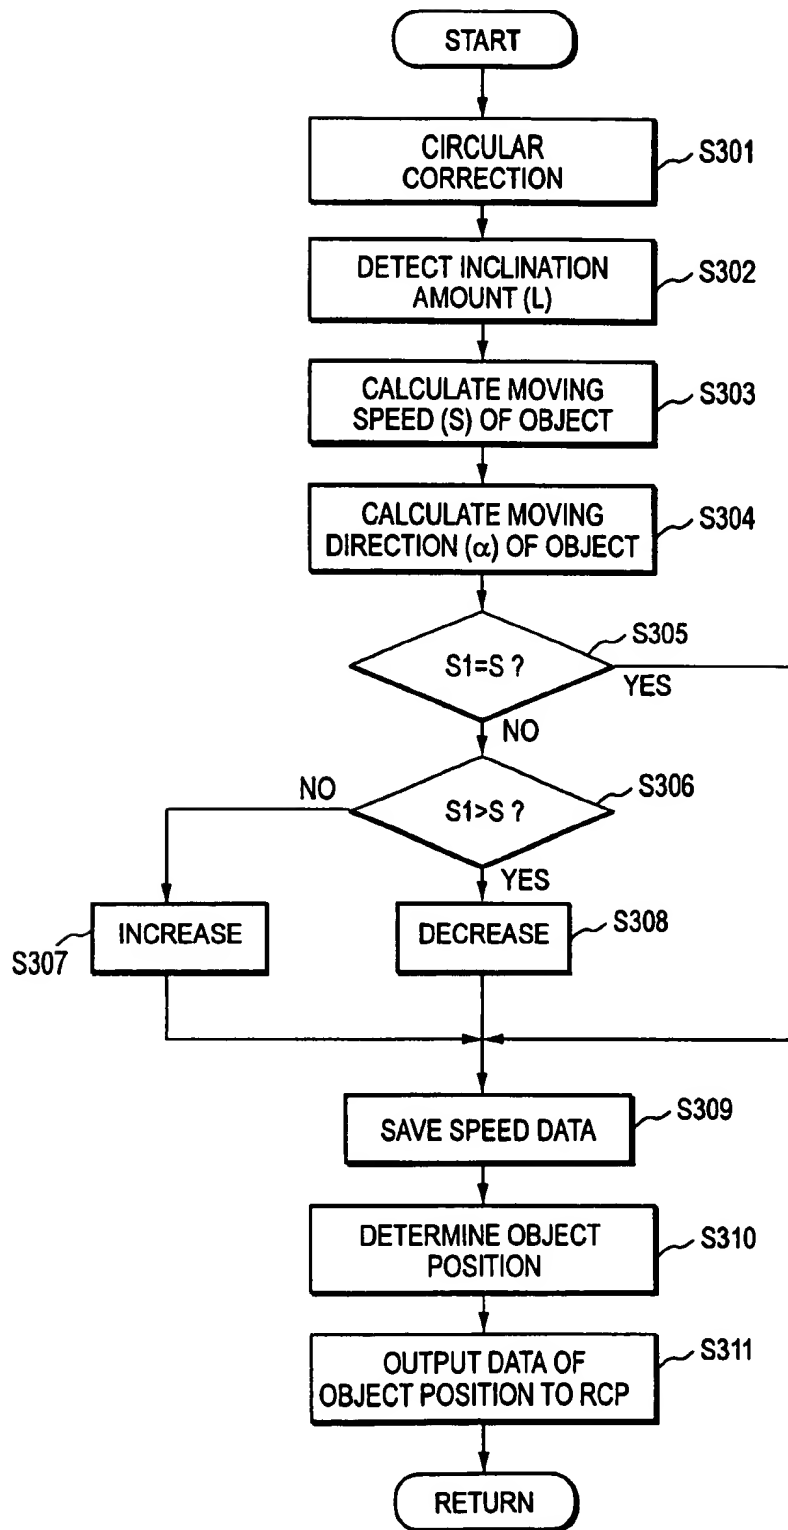 START
CIRCULAR
CORRECTION
S301
DETECT INCLINATION
AMOUNT (L)
S302
CALCULATE MOVING
SPEED (S) OF OBJECT
S303
CALCULATE MOVING
DIRECTION (α) OF OBJECT
S304
S305
S1=S ?
YES
NO
NO
S306
S1>S ?
YES
INCREASE
S307
DECREASE
S308
SAVE SPEED DATA
S309
DETERMINE OBJECT
POSITION
S310
OUTPUT DATA OF
OBJECT POSITION TO RCP
S311
RETURN